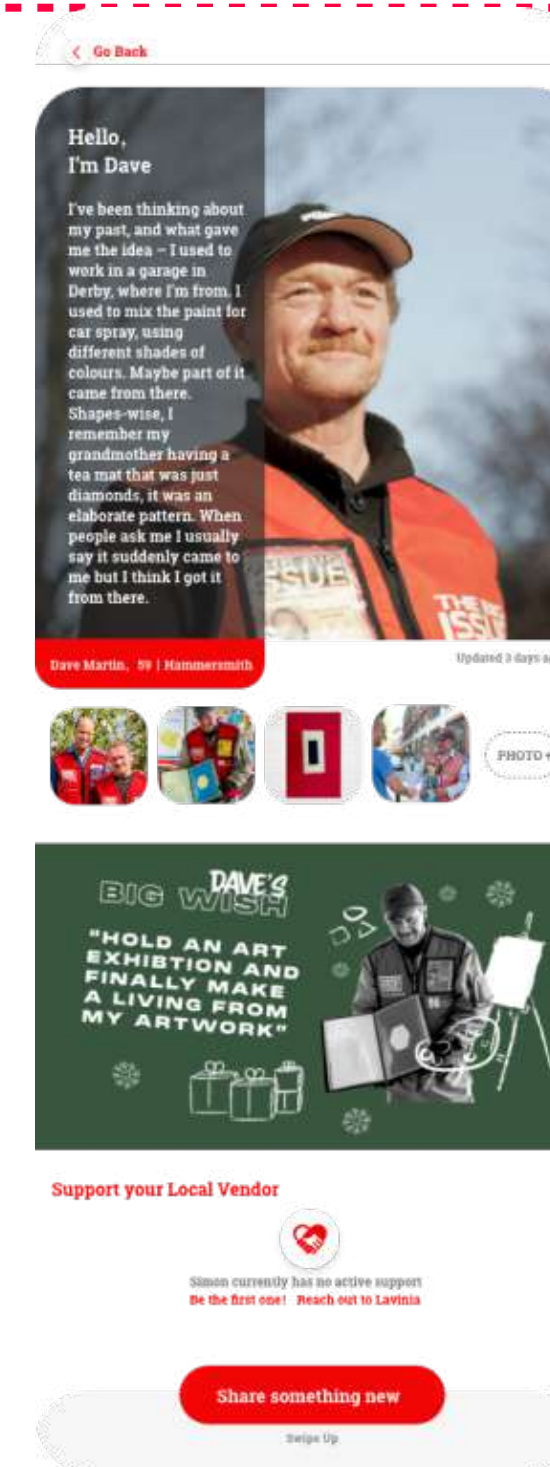 Go Back
Hello,
I'm Dave
I've been thinking about
my past, and what gave
me the idea – I used to
work in a garage in
Derby, where I'm from. I
used to mix the paint for
car spray, using
different shades of
colours. Maybe part of it
came from there.
Shapes-wise, I
remember my
grandmother having a
tea mat that was just
diamonds, it was an
elaborate pattern. When
people ask me I usually
say it suddenly came to
me but I think I got it
from there.
ISSUE
THE BIG
ISSU
Dave Martin, 59 | Hammersmith
Updated 3 days ag
PHOTO +
DAVE'S
BIG WISH
"HOLD AN ART
EXHIBTION AND
FINALLY MAKE
A LIVING FROM
MY ARTWORK"
Support your Local Vendor
Simon currently has no active support
Be the first one! Reach out to Lavinia
Share something new
Swipe Up